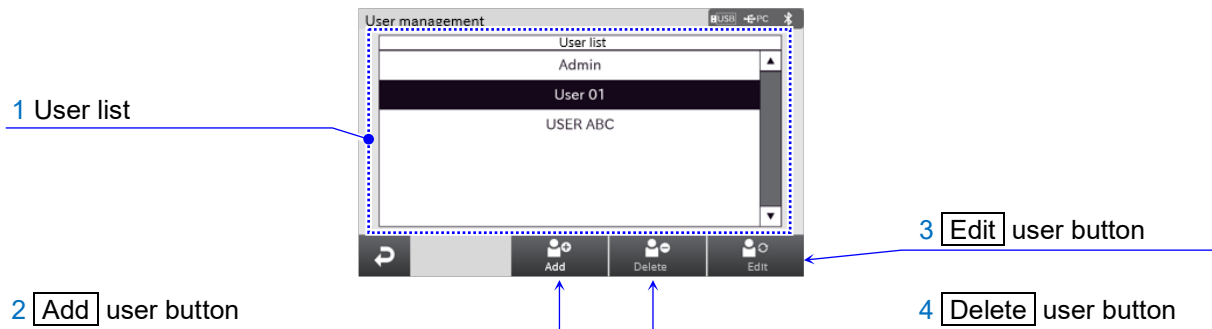 User management
USB PC
User list
Admin
User 01
USER ABC
Add Delete Edit
1 User list
3 Edit user button
2 Add user button
4 Delete user button